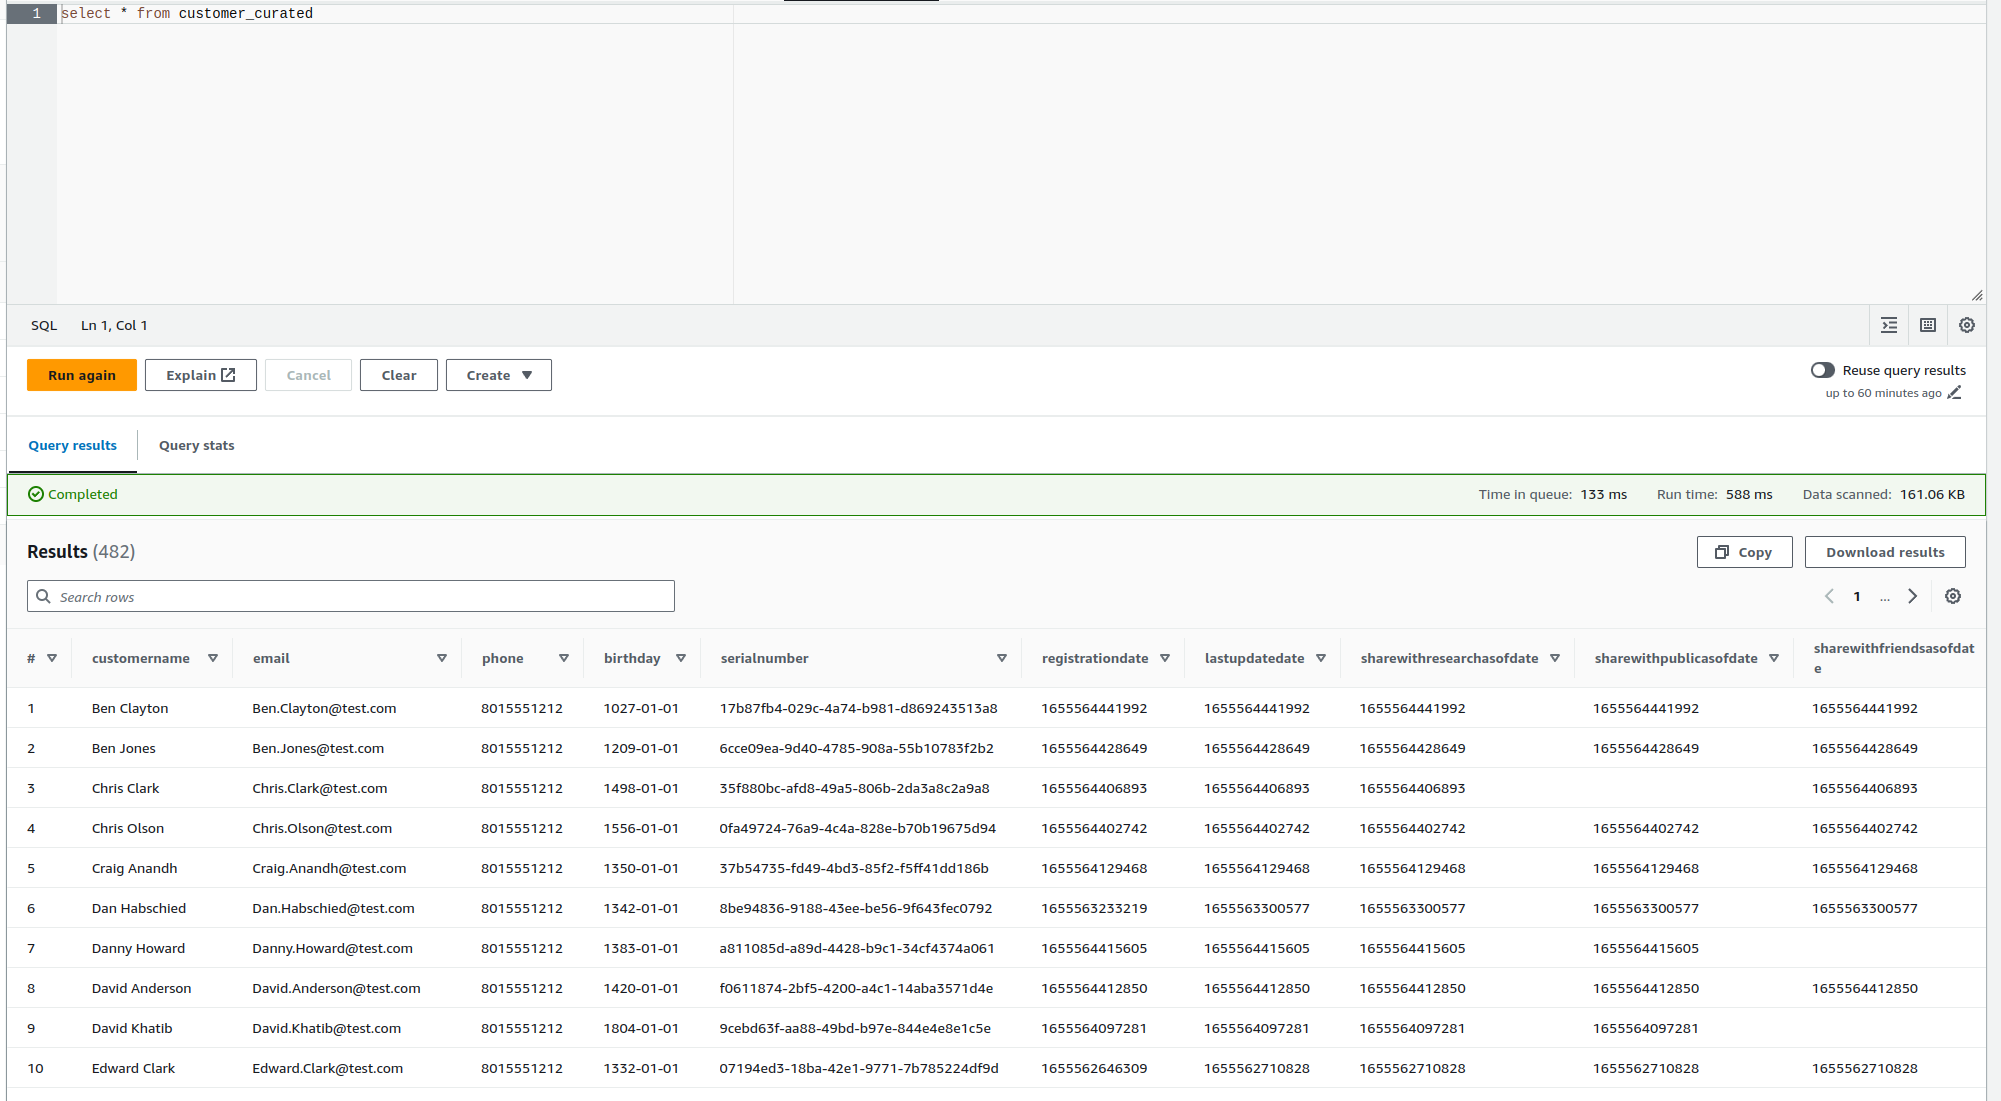 1 select * from customer_curated
SQL Ln 1, Col 1
Run again Explain Cancel Clear Create Reuse query results
up to 60 minutes ago
Query results Query stats
Completed Time in queue: 133 ms Run time: 588 ms Data scanned: 161.06 KB
Results (482) Copy Download results
Search rows 1 ...
# customername email phone birthday serialnumber registrationdate lastupdatedate sharewithresearchasofdate sharewithpublicasofdate sharewithfriendsasofdat
e
1 Ben Clayton Ben.Clayton@test.com 8015551212 1027-01-01 17b87fb4-029c-4a74-b981-d869243513a8 1655564441992 1655564441992 1655564441992 1655564441992 1655564441992
2 Ben Jones Ben.Jones@test.com 8015551212 1209-01-01 6cce09ea-9d40-4785-908a-55b10783f2b2 1655564428649 1655564428649 1655564428649 1655564428649 1655564428649
3 Chris Clark Chris.Clark@test.com 8015551212 1498-01-01 35f880bc-afd8-49a5-806b-2da3a8c2a9a8 1655564406893 1655564406893 1655564406893 1655564406893
4 Chris Olson Chris.Olson@test.com 8015551212 1556-01-01 0fa49724-76a9-4c4a-828e-b70b19675d94 1655564402742 1655564402742 1655564402742 1655564402742 1655564402742
5 Craig Anandh Craig.Anandh@test.com 8015551212 1350-01-01 37b54735-fd49-4bd3-85f2-f5ff41dd186b 1655564129468 1655564129468 1655564129468 1655564129468 1655564129468
6 Dan Habschied Dan.Habschied@test.com 8015551212 1342-01-01 8be94836-9188-43ee-be56-9f643fec0792 1655563233219 1655563300577 1655563300577 1655563300577 1655563300577
7 Danny Howard Danny.Howard@test.com 8015551212 1383-01-01 a811085d-a89d-4428-b9c1-34cf4374a061 1655564415605 1655564415605 1655564415605 1655564415605
8 David Anderson David.Anderson@test.com 8015551212 1420-01-01 f0611874-2bf5-4200-a4c1-14aba3571d4e 1655564412850 1655564412850 1655564412850 1655564412850 1655564412850
9 David Khatib David.Khatib@test.com 8015551212 1804-01-01 9cebd63f-aa88-49bd-b97e-844e4e8e1c5e 1655564097281 1655564097281 1655564097281 1655564097281
10 Edward Clark Edward.Clark@test.com 8015551212 1332-01-01 07194ed3-18ba-42e1-9771-7b785224df9d 1655562646309 1655562710828 1655562710828 1655562710828 1655562710828